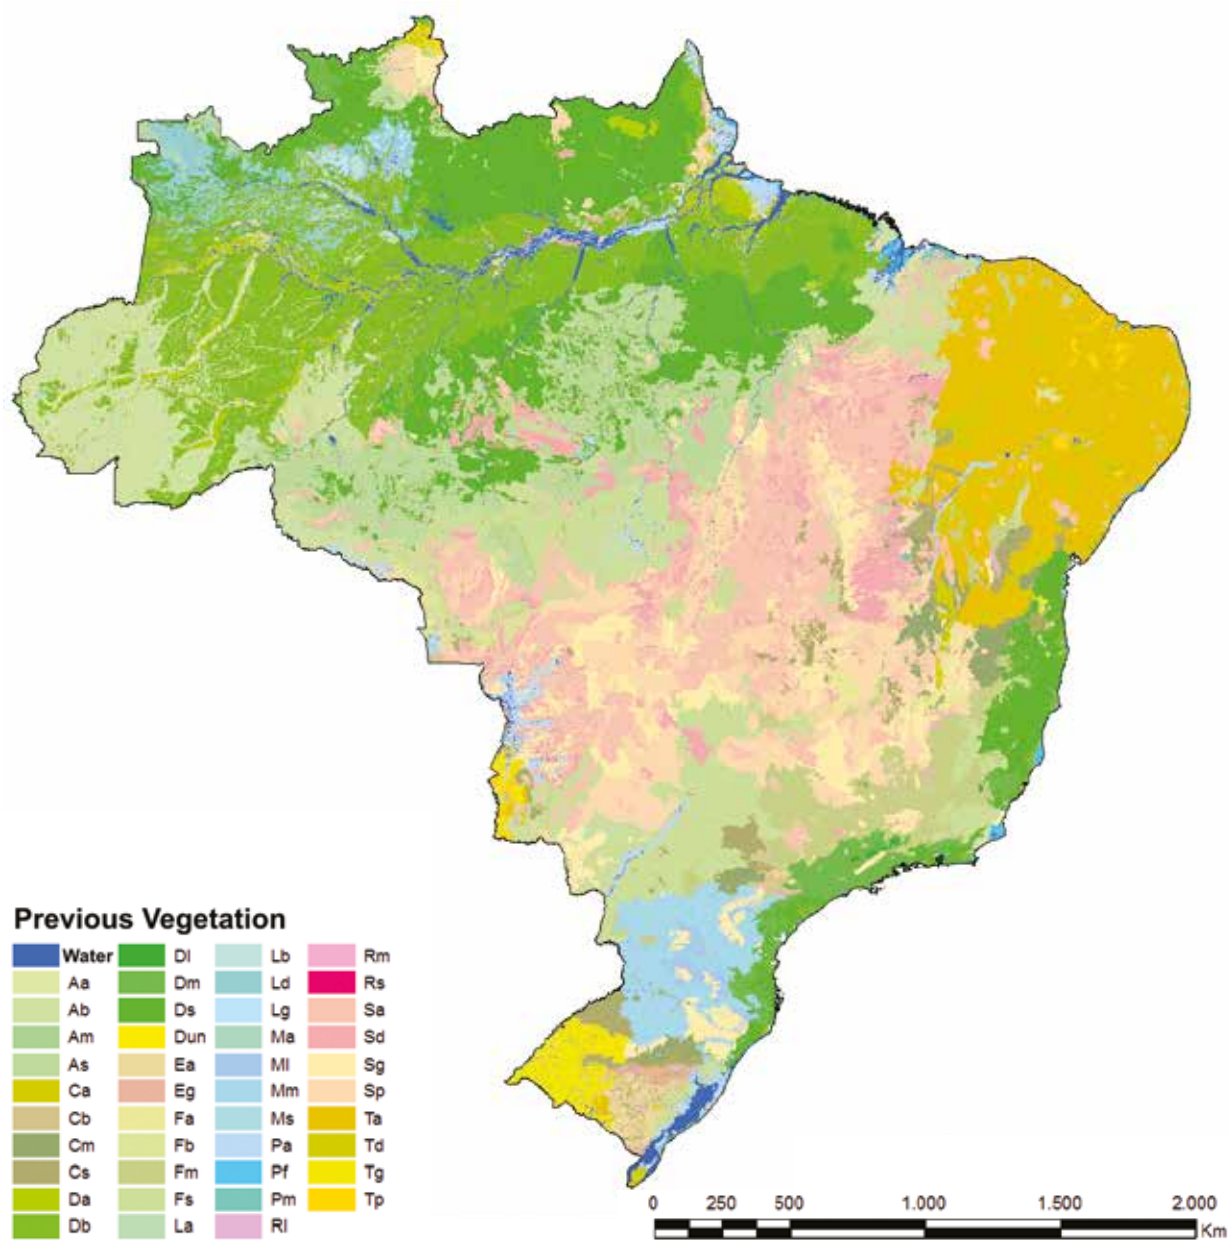 Previous Vegetation
Water
Aa
Ab
Am
As
Ca
Cb
Cm
Cs
Da
Db
Dl
Dm
Ds
Dun
Ea
Eg
Fa
Fb
Fm
Fs
La
Lb
Ld
Lg
Ma
Ml
Mm
Ms
Pa
Pf
Pm
Rl
Rm
Rs
Sa
Sd
Sg
Sp
Ta
Td
Tg
Tp
0 250 500 1.000 1.500 2.000
Km